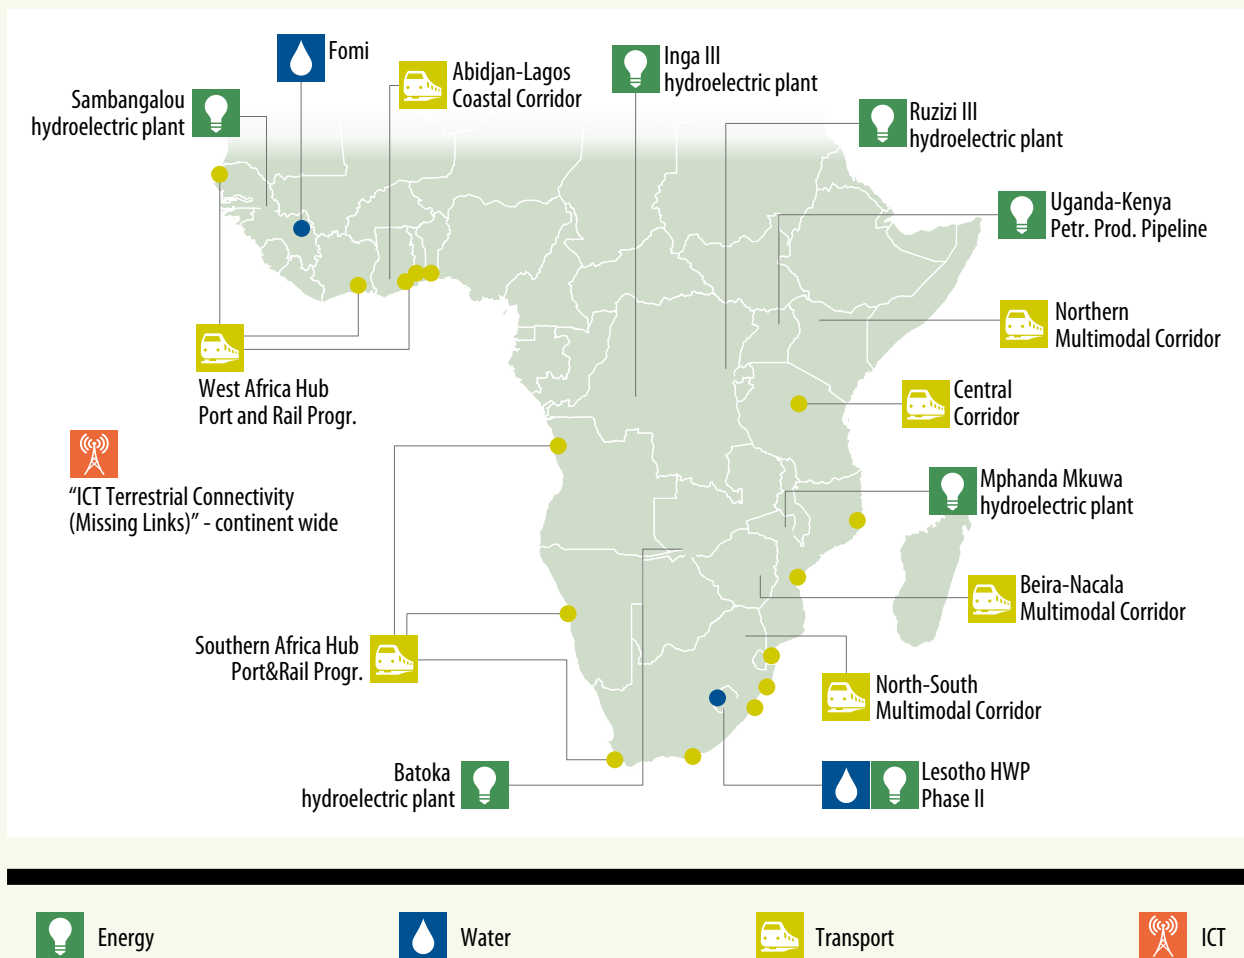 Fomi
Abidjan-Lagos
Coastal Corridor
Inga III
hydroelectric plant
Sambangalou
hydroelectric plant
Ruzizi III
hydroelectric plant
Uganda-Kenya
Petr. Prod. Pipeline
Northern
Multimodal Corridor
West Africa Hub
Port and Rail Progr.
Central
Corridor
"ICT Terrestrial Connectivity
(Missing Links)" - continent wide
Mphanda Mkuwa
hydroelectric plant
Beira-Nacala
Multimodal Corridor
Southern Africa Hub
Port&Rail Progr.
North-South
Multimodal Corridor
Batoka
hydroelectric plant
Lesotho HWP
Phase II
Energy
Water
Transport
ICT